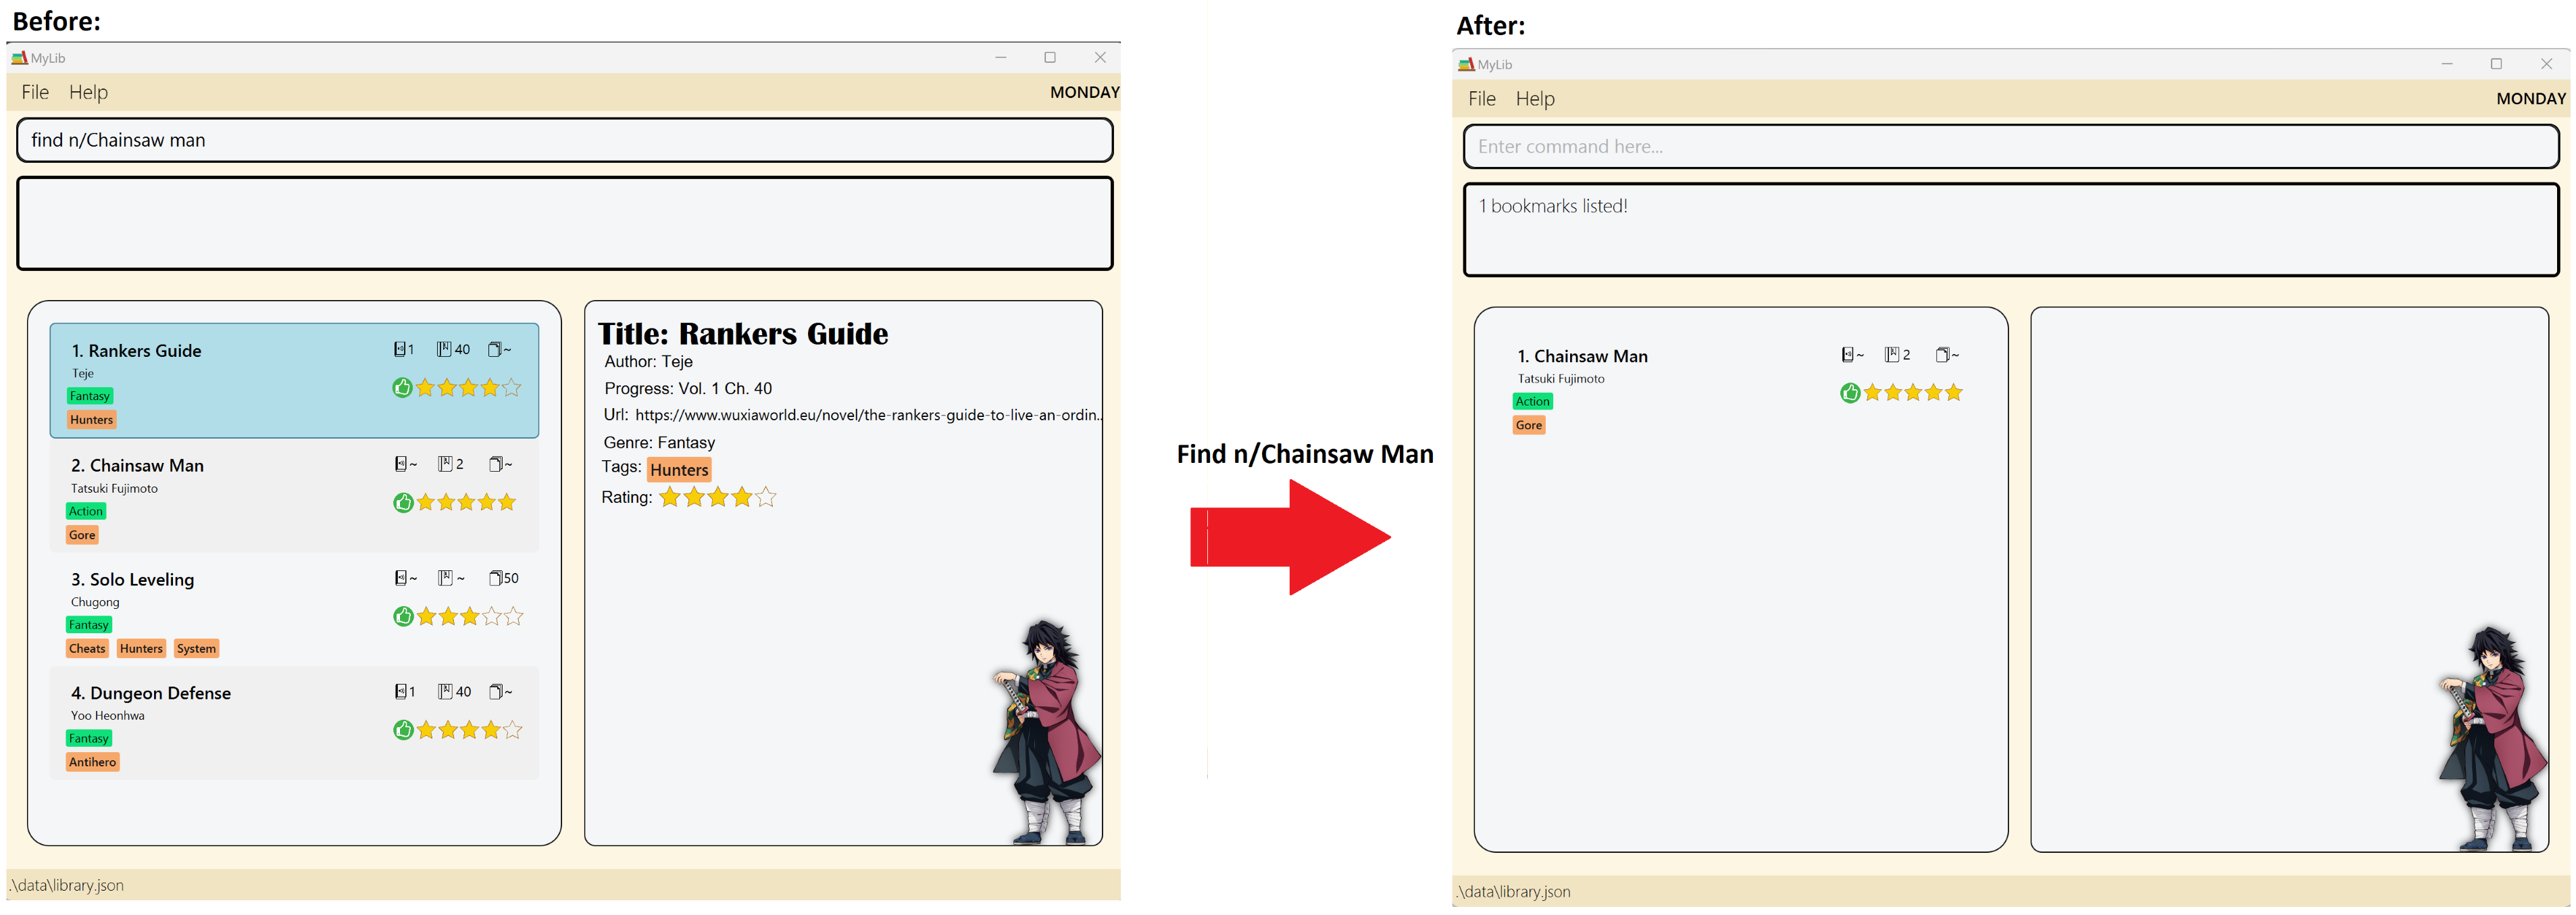 Before:
MyLib
File Help MONDAY
find n/Chainsaw man
1. Rankers Guide 1 40 ~
Teje
Fantasy
Hunters
2. Chainsaw Man ~ 2 ~
Tatsuki Fujimoto
Action
Gore
3. Solo Leveling ~ ~ 50
Chugong
Fantasy
Cheats Hunters System
4. Dungeon Defense 1 40 ~
Yoo Heonhwa
Fantasy
Antihero
Title: Rankers Guide
Author: Teje
Progress: Vol. 1 Ch. 40
Url: https://www.wuxiaworld.eu/novel/the-rankers-guide-to-live-an-ordin...
Genre: Fantasy
Tags: Hunters
Rating:
.\data\library.json
Find n/Chainsaw Man
After:
MyLib
File Help MONDAY
Enter command here...
1 bookmarks listed!
1. Chainsaw Man ~ 2 ~
Tatsuki Fujimoto
Action
Gore
.\data\library.json